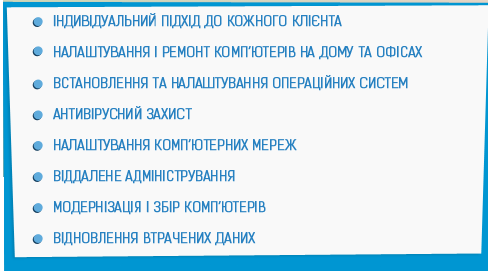 ІНДИВІДУАЛЬНИЙ ПІДХІД ДО КОЖНОГО КЛІЄНТА
НАЛАШТУВАННЯ І РЕМОНТ КОМП'ЮТЕРІВ НА ДОМУ ТА ОФІСАХ
ВСТАНОВЛЕННЯ ТА НАЛАШТУВАННЯ ОПЕРАЦІЙНИХ СИСТЕМ
АНТИВІРУСНИЙ ЗАХИСТ
НАЛАШТУВАННЯ КОМП'ЮТЕРНИХ МЕРЕЖ
ВІДДАЛЕНЕ АДМІНІСТРУВАННЯ
МОДЕРНІЗАЦІЯ І ЗБІР КОМП'ЮТЕРІВ
ВІДНОВЛЕННЯ ВТРАЧЕНИХ ДАНИХ